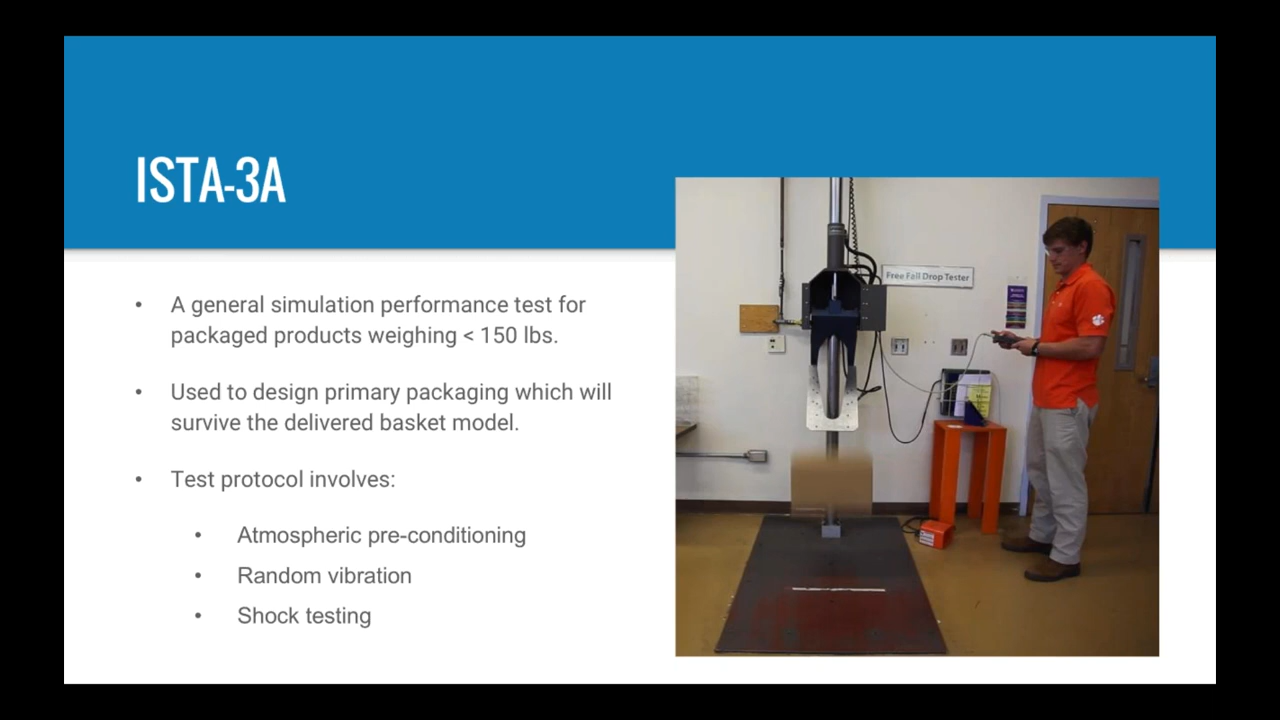 ISTA-3A
• A general simulation performance test for
packaged products weighing < 150 lbs.
• Used to design primary packaging which will
survive the delivered basket model.
• Test protocol involves:
• Atmospheric pre-conditioning
• Random vibration
• Shock testing
Free Fall Drop Tester